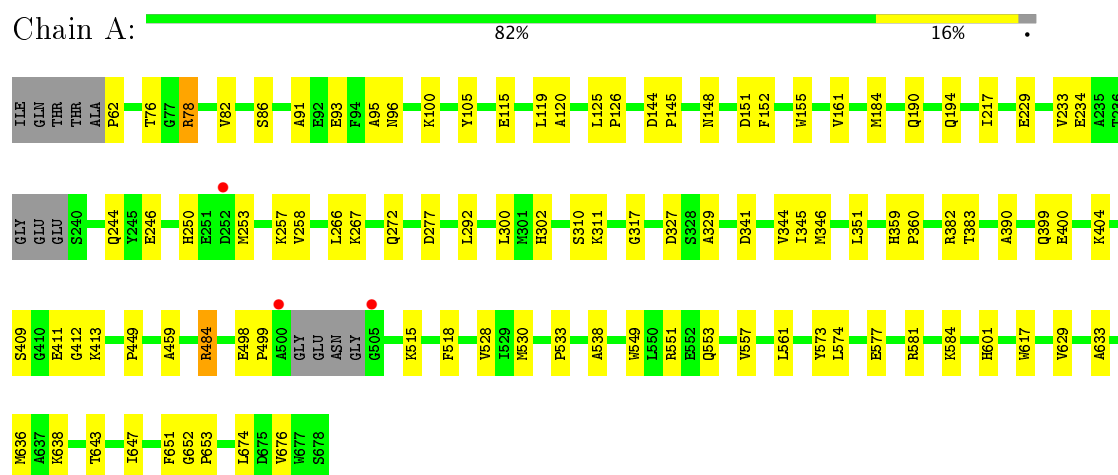 Chain A:
82% 16% •
ILE GLN THR THR ALA P62 T76 G77 R78 V82 S86 A91 E92 E93 F94 A95 N96 K100 Y105 E115 L119 A120 L125 P126 D144 P145 N148 D151 F152 W155 V161 M184 Q190 Q194 I217 E229 V233 E234 A235 T236
GLY GLU GLU S240 Q244 Y245 E246 H250 E251 D252 M253 K257 V258 L266 K267 Q272 D277 L292 L300 M301 H302 S310 K311 G317 D327 S328 A329 D341 V344 I345 M346 L351 H359 P360 R382 T383 A390 Q399 E400 K404
S409 G410 E411 G412 K413 P449 A459 R484 E498 P499 A500 GLY GLU ASN GLY G505 K515 F518 V528 I529 M530 P533 A538 W549 L550 R551 E552 Q553 V557 L561 Y573 L574 E577 R581 K584 H601 W617 V629 A633
M636 A637 K638 T643 I647 F651 G652 P653 L674 D675 V676 W677 S678